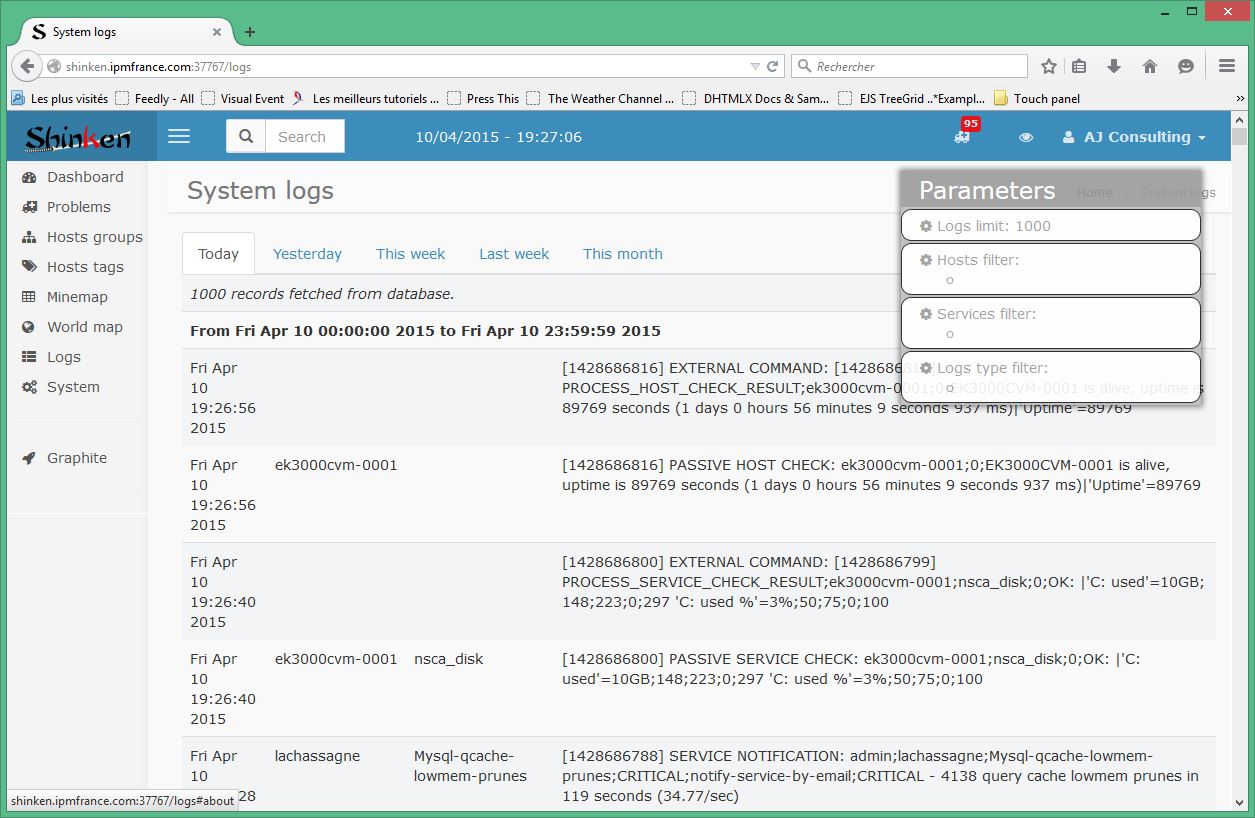 System logs
shinken.ipmfrance.com:37767/logs
Rechercher
Les plus visités
Feedly - All
Visual Event
Les meilleurs tutoriels ...
Press This
The Weather Channel ...
DHTMLX Docs & Sam...
EJS TreeGrid ..*Exampl...
Touch panel
Shinken
Search
10/04/2015 - 19:27:06
95
AJ Consulting
Dashboard
Problems
Hosts groups
Hosts tags
Minemap
World map
Logs
System
Graphite
System logs
Home
System logs
Parameters
Logs limit: 1000
Hosts filter:
Services filter:
Logs type filter:
Today
Yesterday
This week
Last week
This month
1000 records fetched from database.
From Fri Apr 10 00:00:00 2015 to Fri Apr 10 23:59:59 2015
Fri Apr
10
19:26:56
2015
[1428686816] EXTERNAL COMMAND: [1428686816]
PROCESS_HOST_CHECK_RESULT;ek3000cvm-0001;0;EK3000CVM-0001 is alive, uptime is
89769 seconds (1 days 0 hours 56 minutes 9 seconds 937 ms)|'Uptime'=89769
Fri Apr
10
19:26:56
2015
ek3000cvm-0001
[1428686816] PASSIVE HOST CHECK: ek3000cvm-0001;0;EK3000CVM-0001 is alive,
uptime is 89769 seconds (1 days 0 hours 56 minutes 9 seconds 937 ms)|'Uptime'=89769
Fri Apr
10
19:26:40
2015
[1428686800] EXTERNAL COMMAND: [1428686799]
PROCESS_SERVICE_CHECK_RESULT;ek3000cvm-0001;nsca_disk;0;OK: |'C: used'=10GB;
148;223;0;297 'C: used %'=3%;50;75;0;100
Fri Apr
10
19:26:40
2015
ek3000cvm-0001
nsca_disk
[1428686800] PASSIVE SERVICE CHECK: ek3000cvm-0001;nsca_disk;0;OK: |'C:
used'=10GB;148;223;0;297 'C: used %'=3%;50;75;0;100
Fri Apr
10
:28
lachassagne
Mysql-qcache-
lowmem-prunes
[1428686788] SERVICE NOTIFICATION: admin;lachassagne;Mysql-qcache-lowmem-
prunes;CRITICAL;notify-service-by-email;CRITICAL - 4138 query cache lowmem prunes in
119 seconds (34.77/sec)
shinken.ipmfrance.com:37767/logs#about